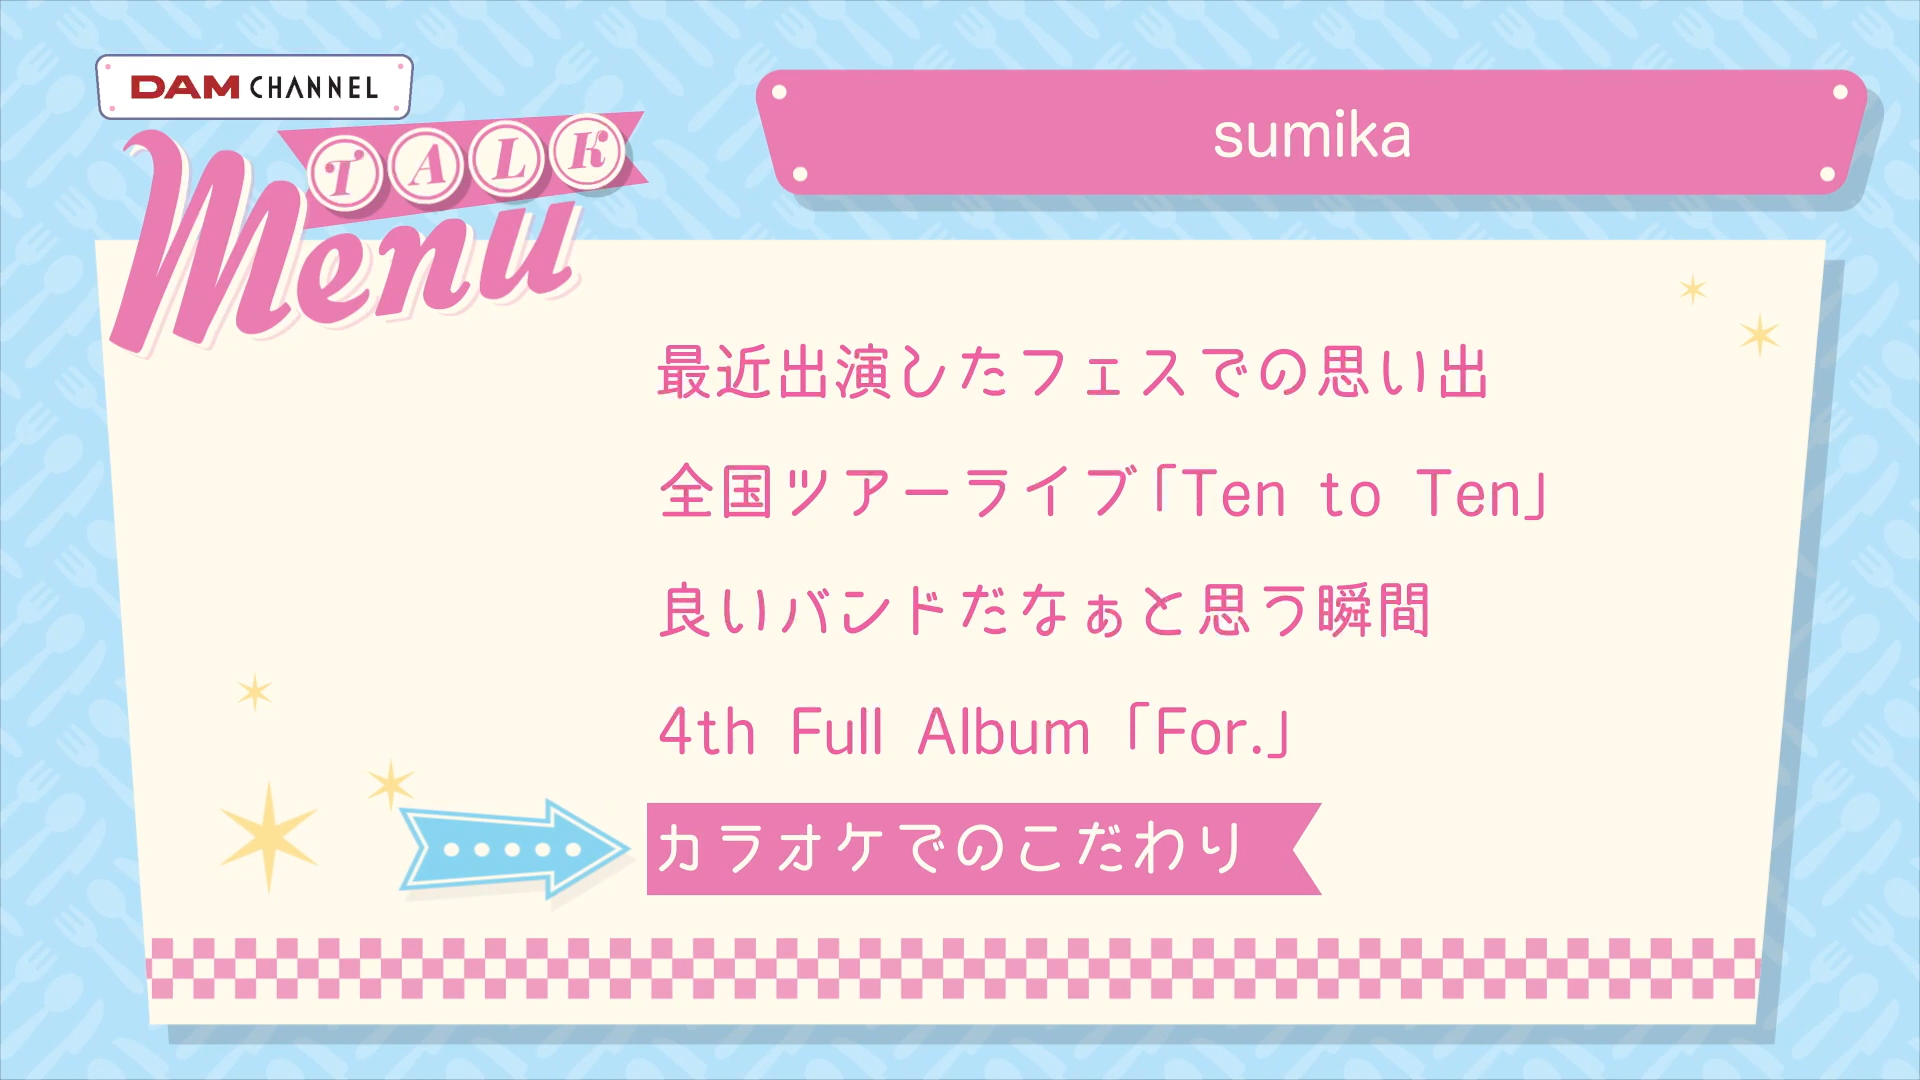 DAM CHANNEL
TALK
Menu
sumika
最近出演したフェスでの思い出
全国ツアーライブ「Ten to Ten」
良いバンドだなぁと思う瞬間
4th Full Album「For.」
カラオケでのこだわり